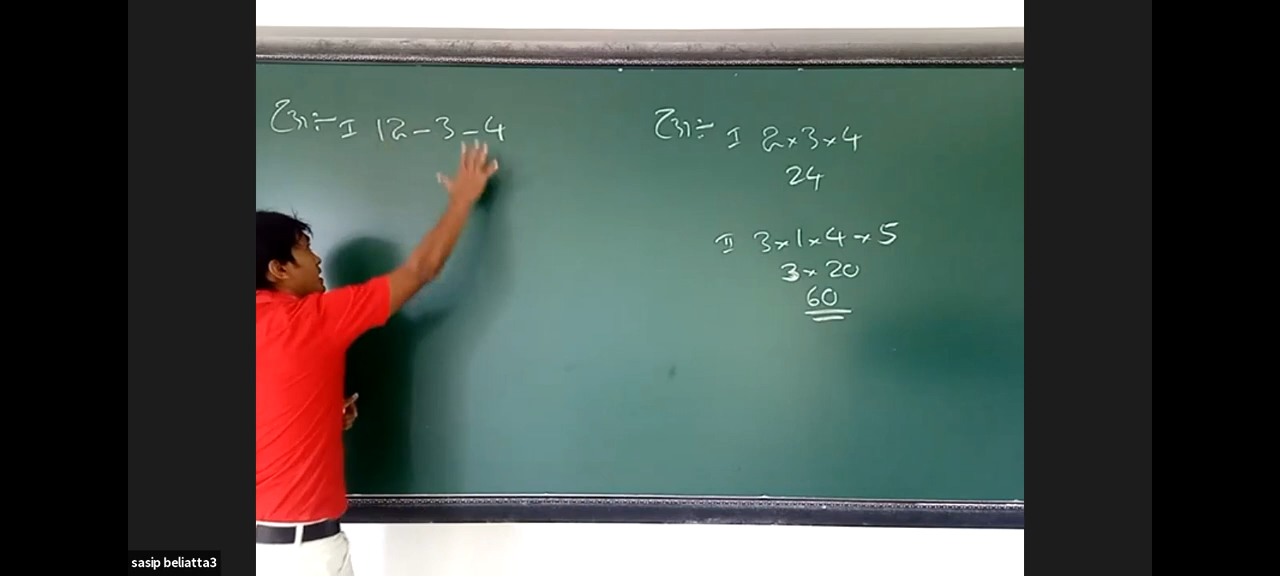 උදා:- I 12 - 3 - 4
උදා:- I 2 × 3 × 4
24
II 3 × 1 × 4 × 5
3 × 20
60
sasip beliatta3